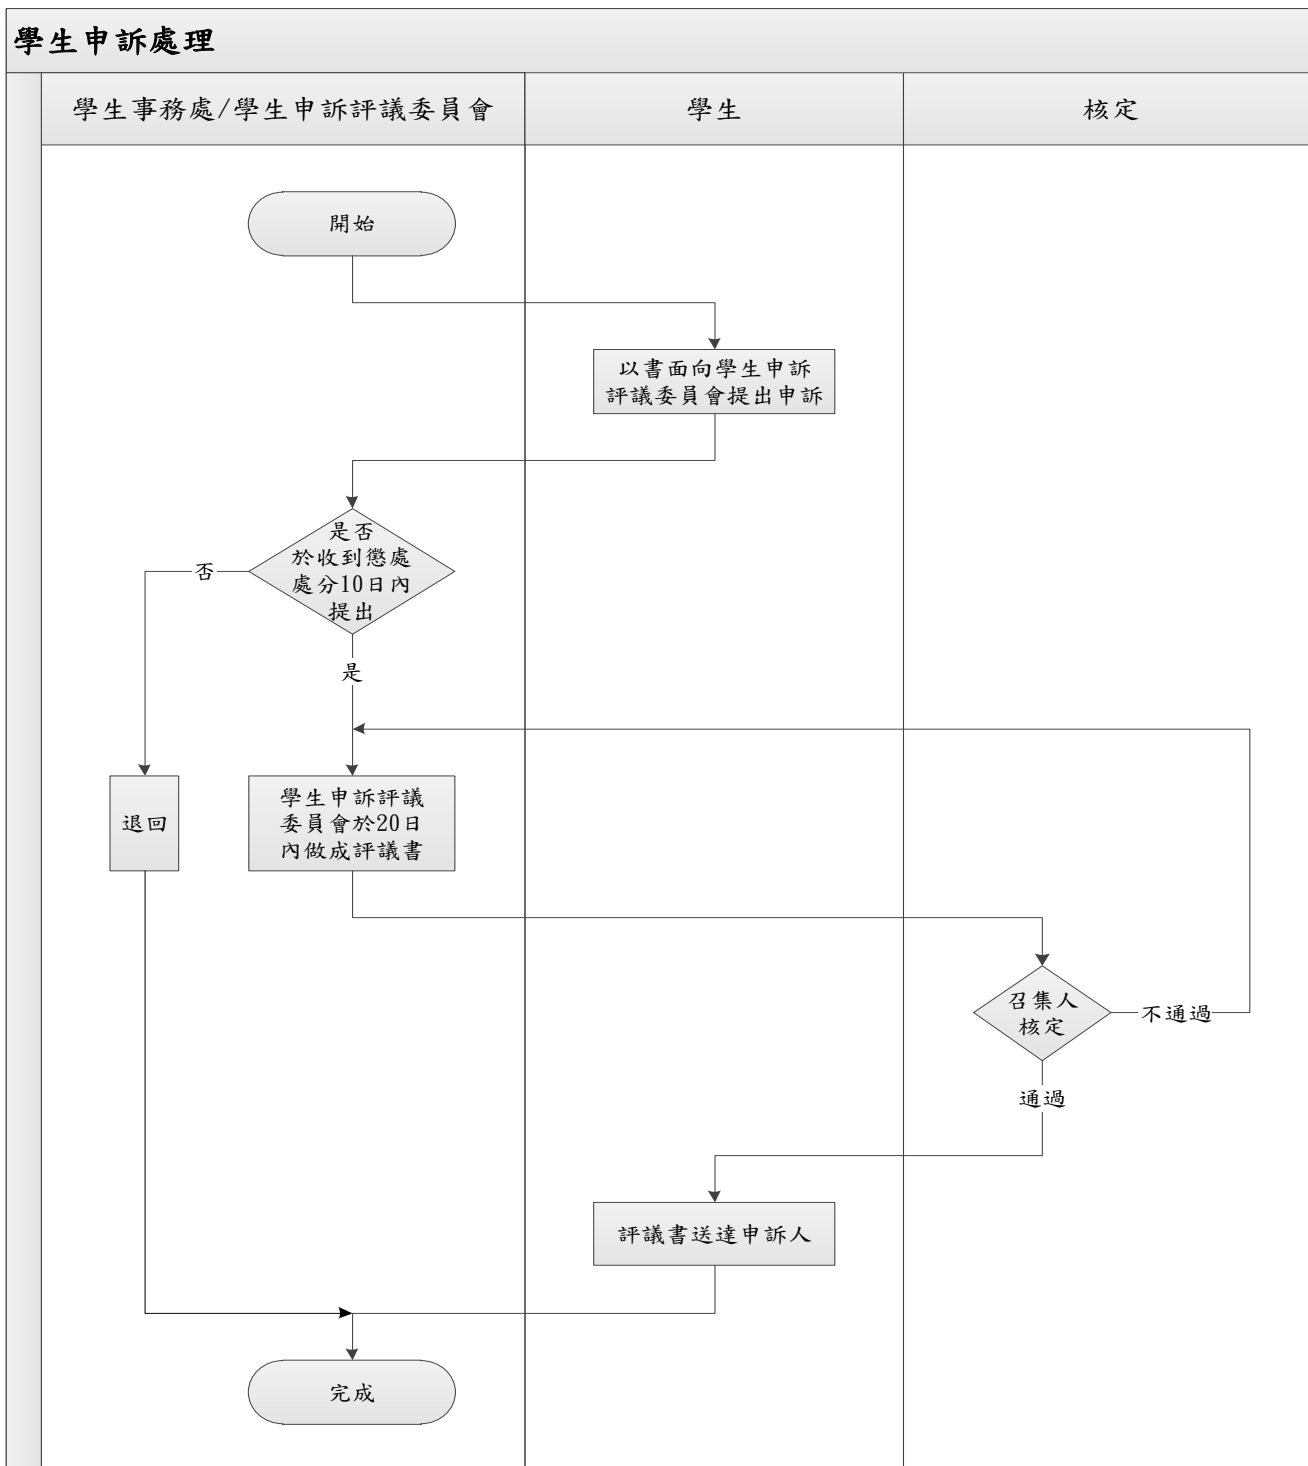 學生申訴處理
學生事務處/學生申訴評議委員會
學生
核定
開始
以書面向學生申訴
評議委員會提出申訴
是否
於收到懲處
處分10日內
提出
否
是
退回
學生申訴評議
委員會於20日
內做成評議書
召集人
核定
不通過
通過
評議書送達申訴人
完成